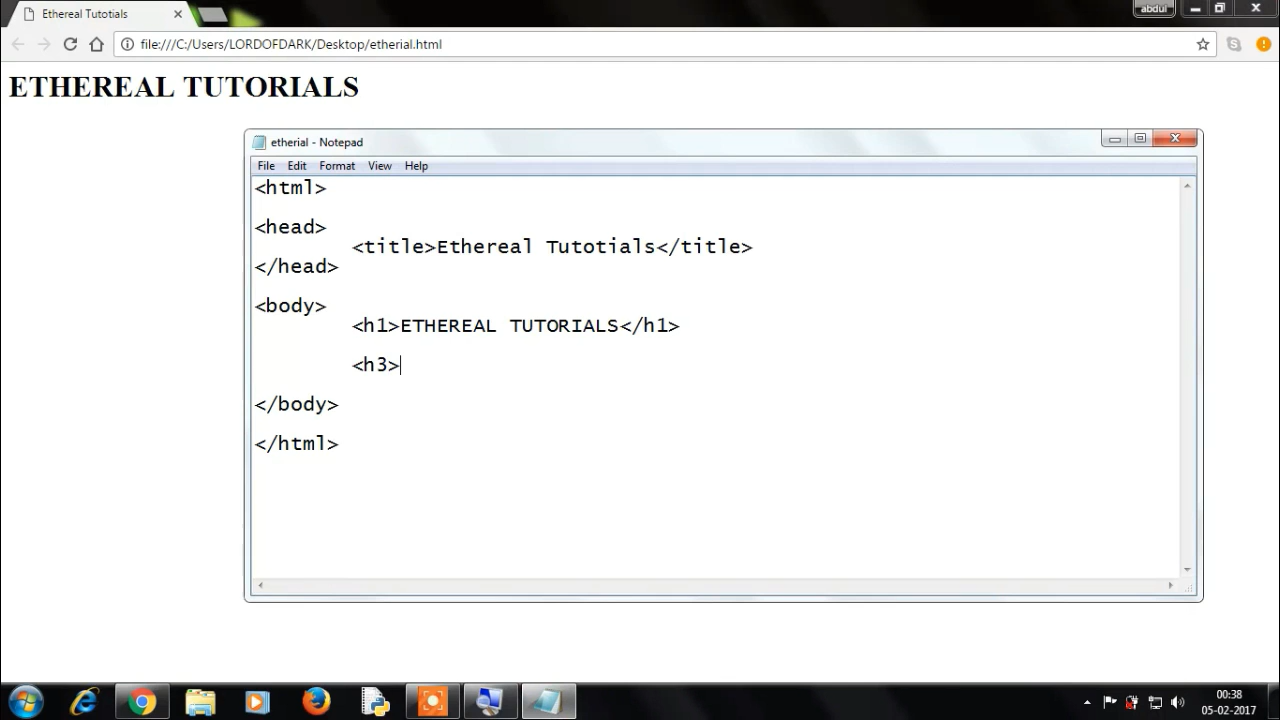 Ethereal Tutotials
abdul
file:///C:/Users/LORDOFDARK/Desktop/etherial.html
ETHEREAL TUTORIALS
etherial - Notepad
File Edit Format View Help
<html>
<head>
<title>Ethereal Tutotials</title>
</head>
<body>
<h1>ETHEREAL TUTORIALS</h1>
<h3>
</body>
</html>
00:38
05-02-2017